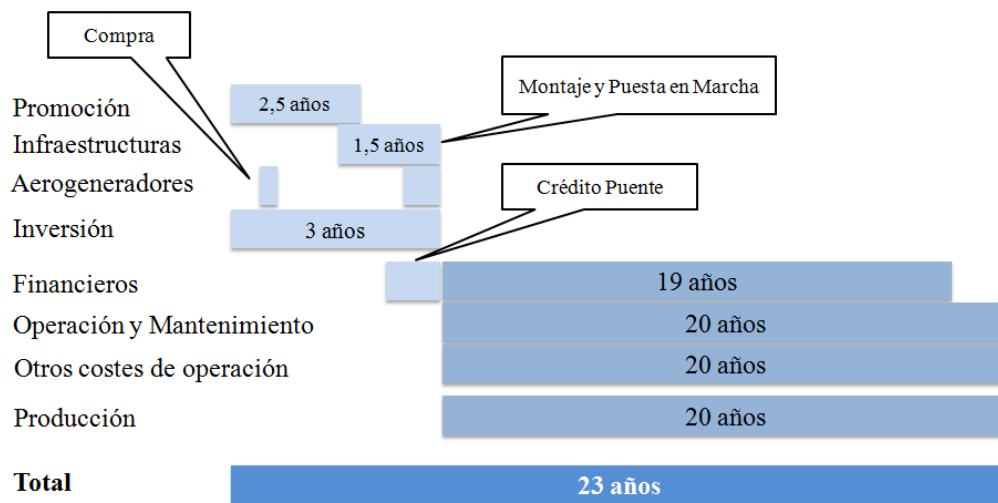 Compra
Montaje y Puesta en Marcha
Promoción 2,5 años
Infraestructuras 1,5 años
Aerogeneradores
Crédito Puente
Inversión 3 años
Financieros 19 años
Operación y Mantenimiento 20 años
Otros costes de operación 20 años
Producción 20 años
Total 23 años